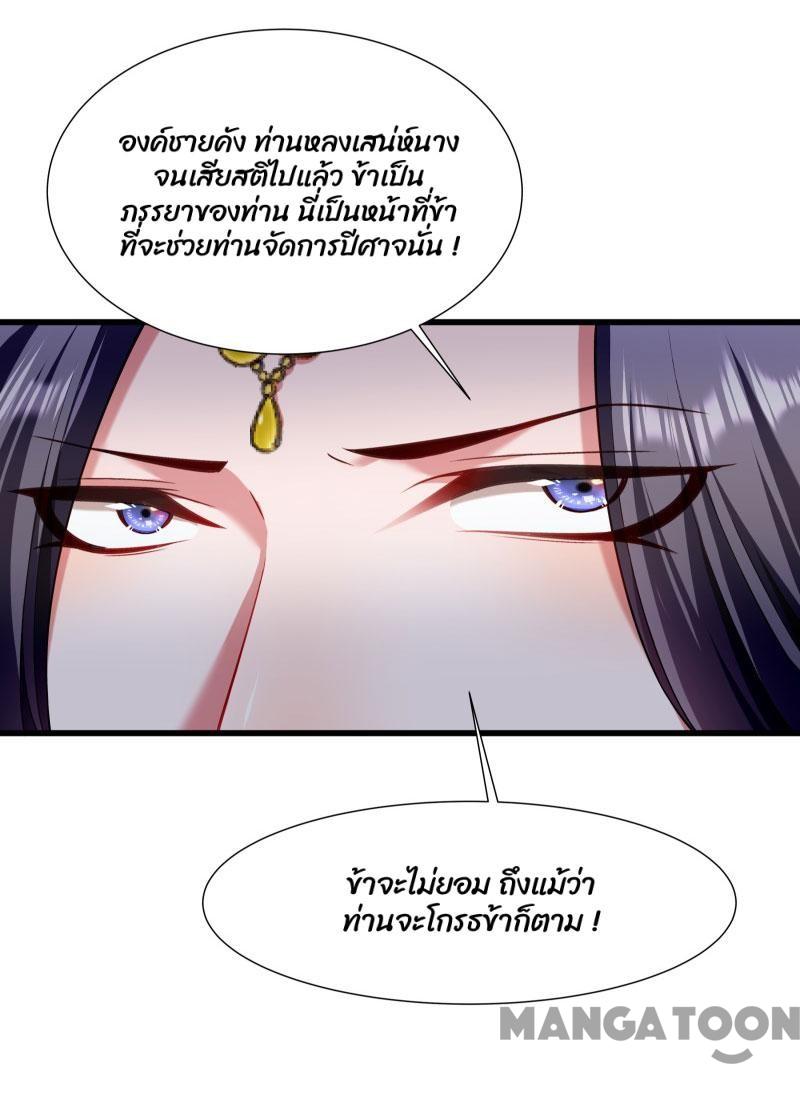 องค์ชายคัง ท่านหลงเสน่ห์นาง
จนเสียสติไปแล้ว ข้าเป็น
ภรรยาของท่าน นี่เป็นหน้าที่ข้า
ที่จะช่วยท่านจัดการปีศาจนั่น !
ข้าจะไม่ยอม ถึงแม้ว่า
ท่านจะโกรธข้าก็ตาม !
MANGATOON